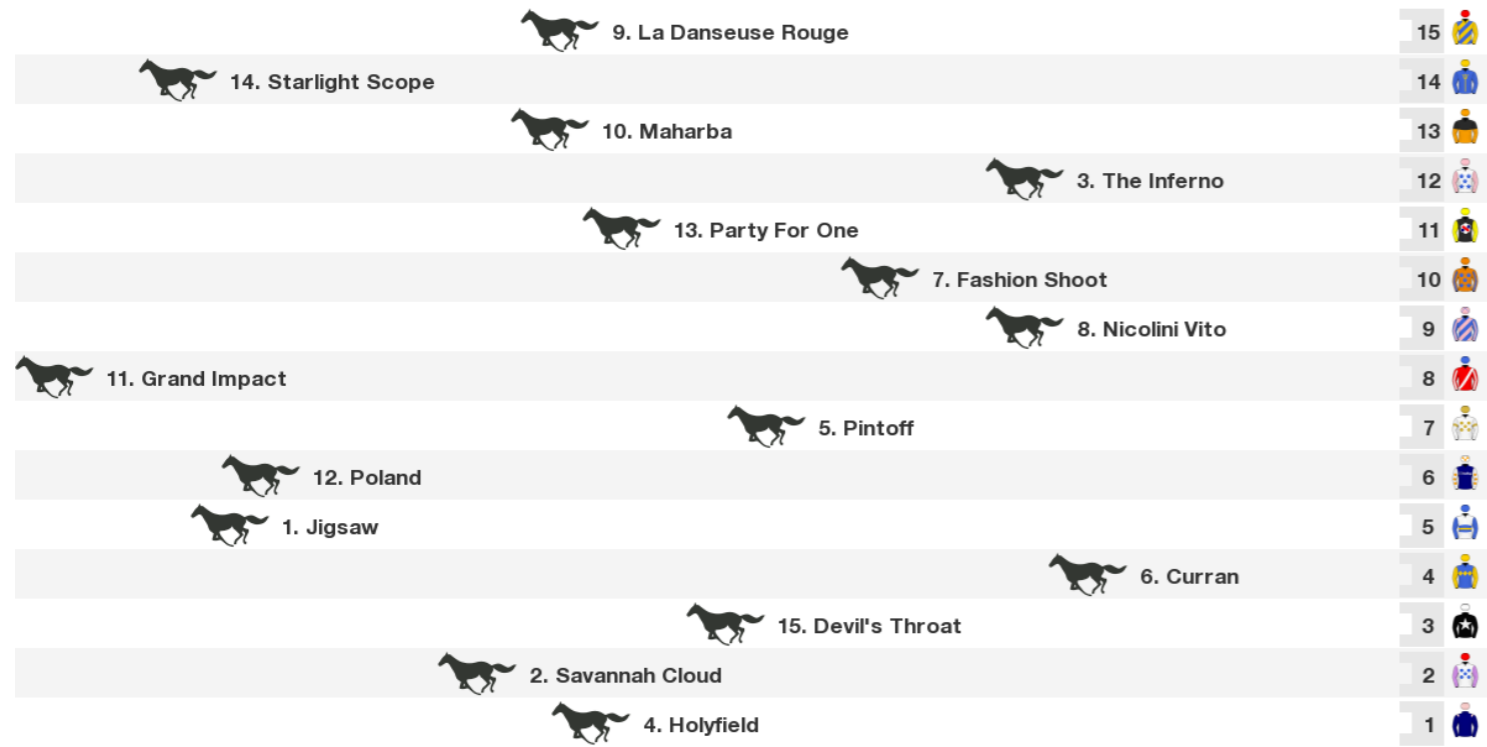 9. La Danseuse Rouge 15
14. Starlight Scope 14
10. Maharba 13
3. The Inferno 12
13. Party For One 11
7. Fashion Shoot 10
8. Nicolini Vito 9
11. Grand Impact 8
5. Pintoff 7
12. Poland 6
1. Jigsaw 5
6. Curran 4
15. Devil's Throat 3
2. Savannah Cloud 2
4. Holyfield 1